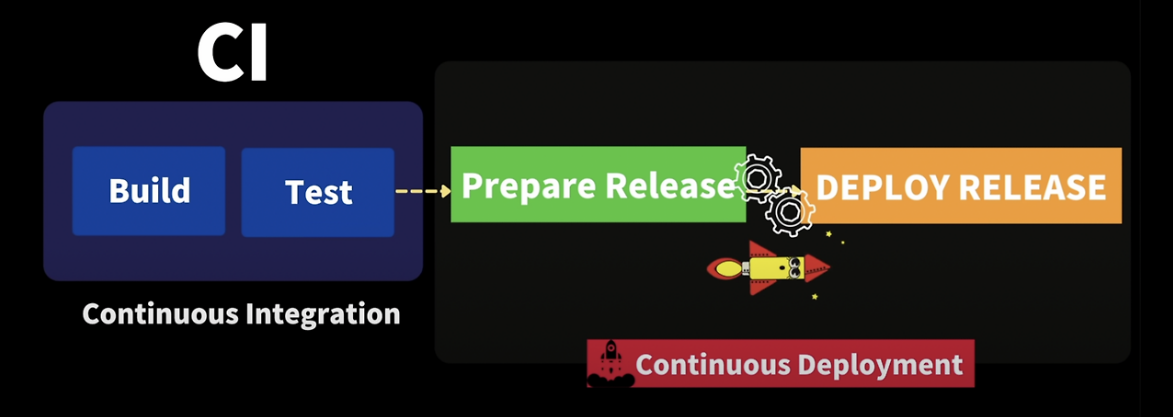 CI
Build
Test
Prepare Release
DEPLOY RELEASE
Continuous Integration
Continuous Deployment